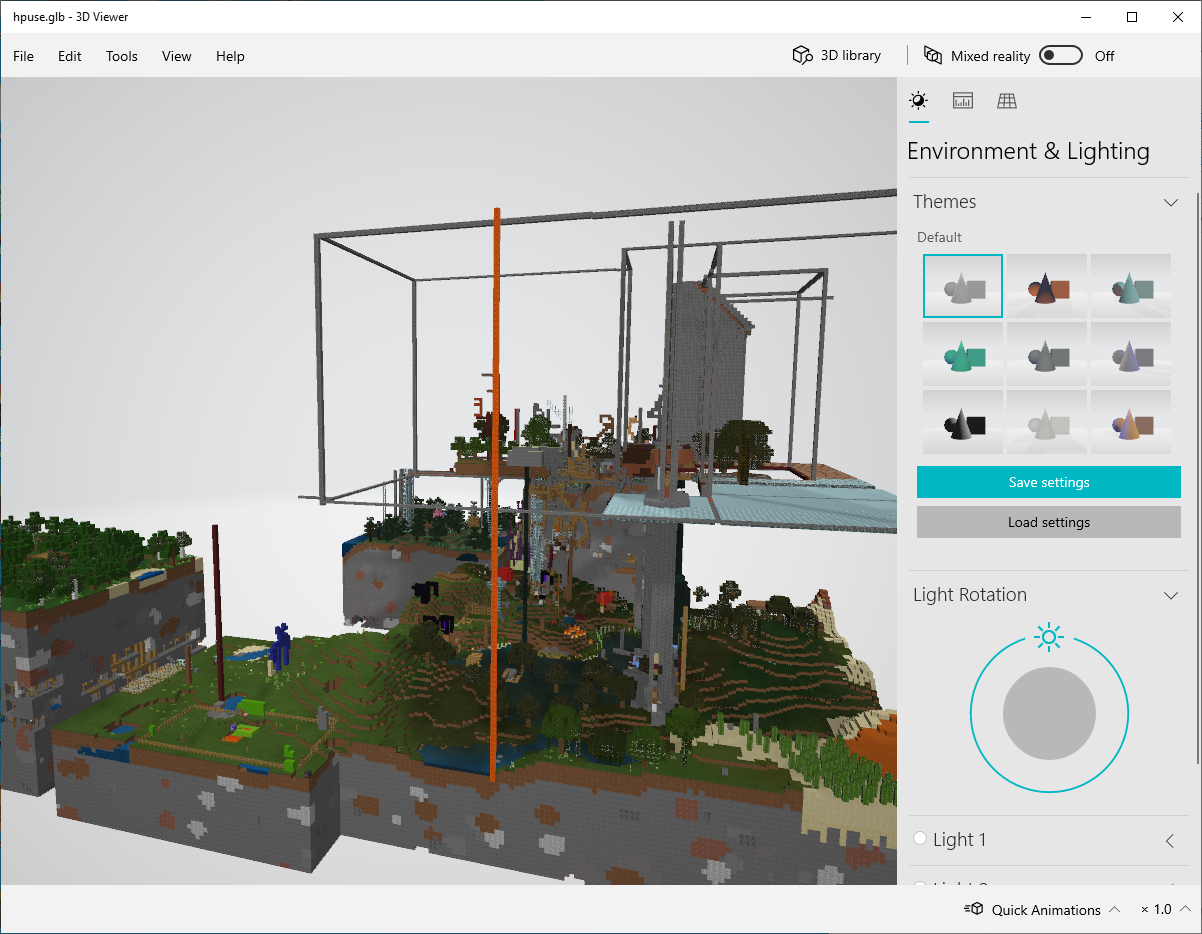 hpuse.glb - 3D Viewer
File Edit Tools View Help
3D library
Mixed reality Off
Environment & Lighting
Themes
Default
Save settings
Load settings
Light Rotation
Light 1
Quick Animations × 1.0